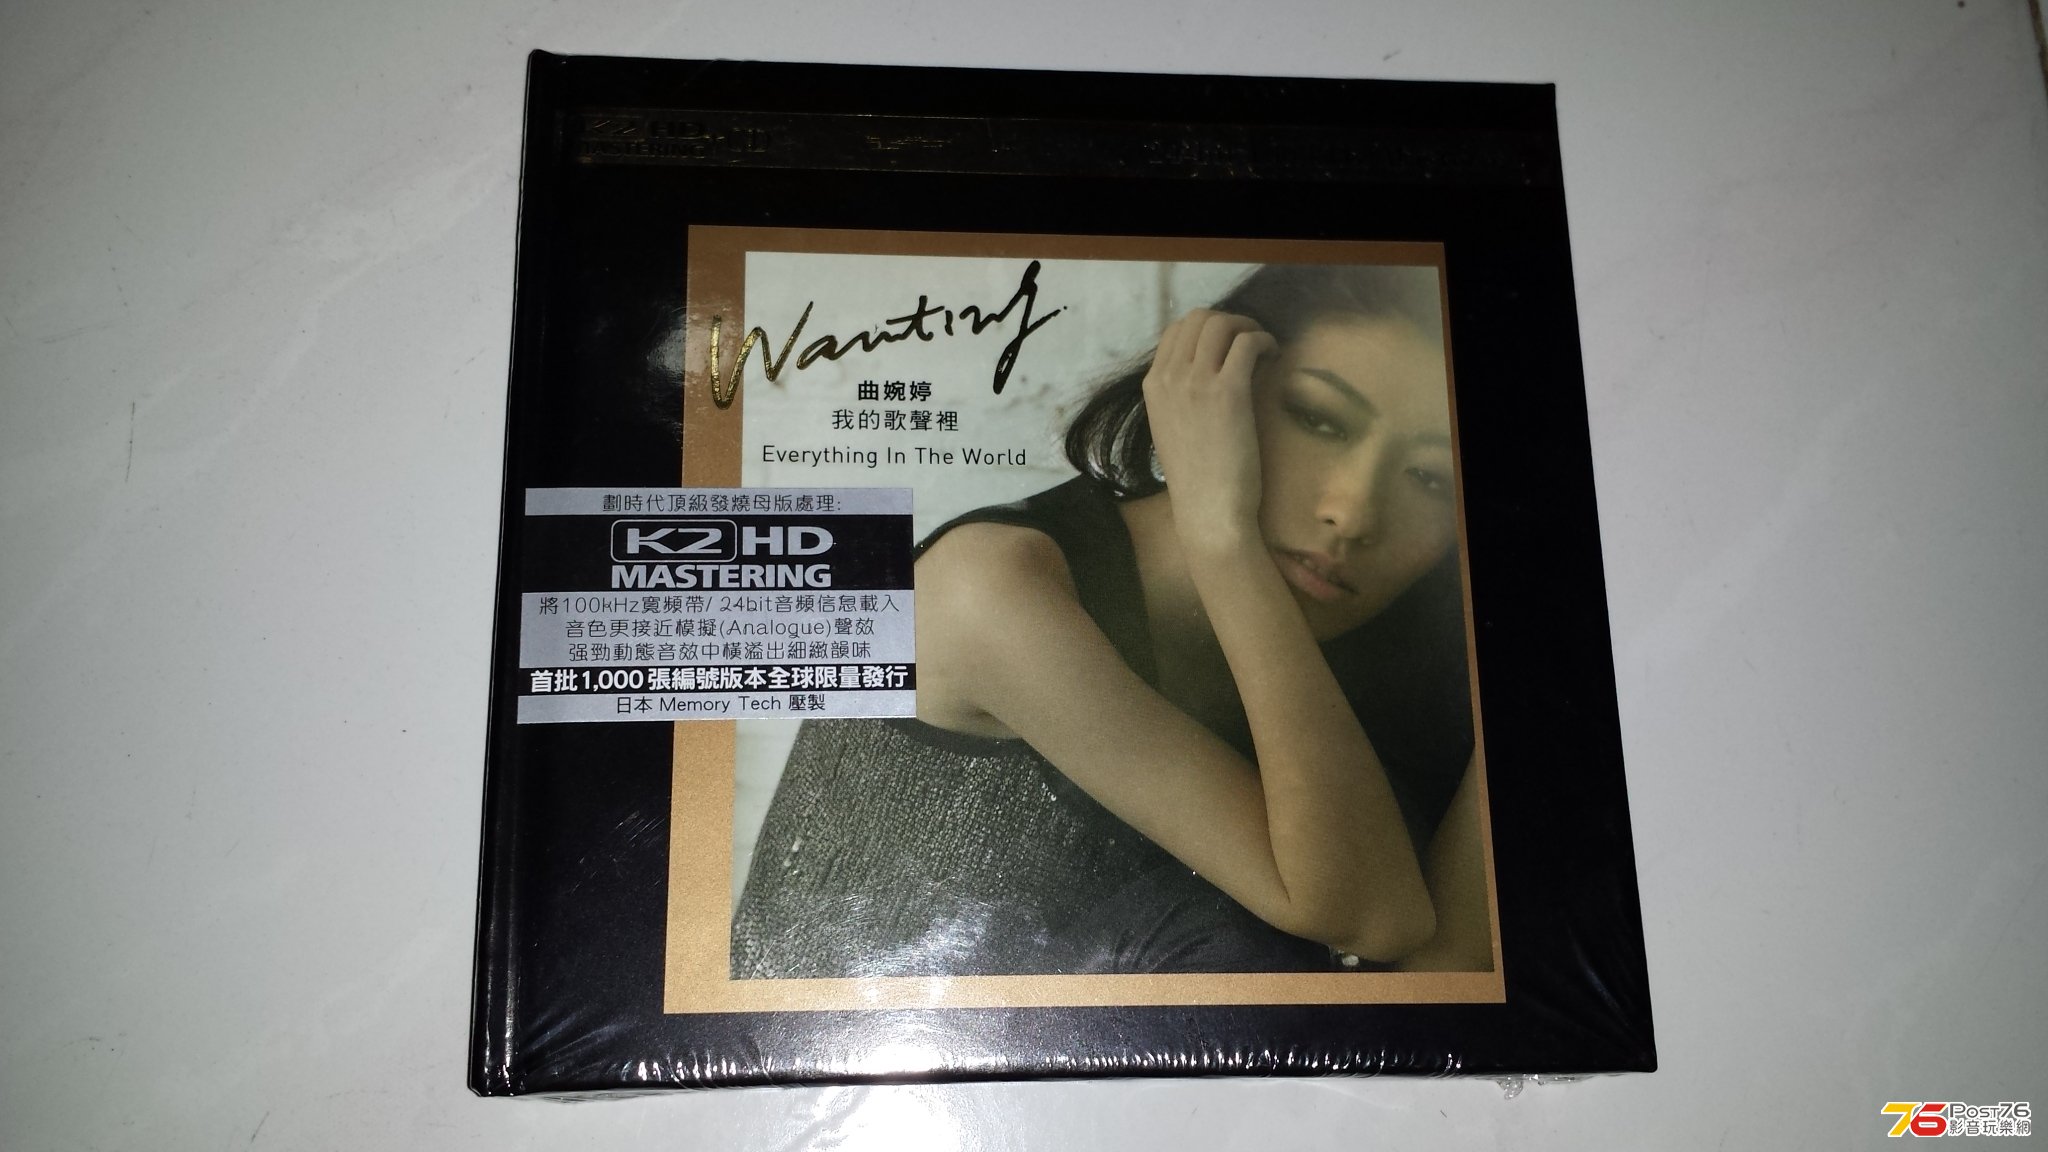 K2 HD
MASTERING + CD
Wanting
曲婉婷
我的歌聲裡
Everything In The World
劃時代頂級發燒母版處理:
K2 HD
MASTERING
將100kHz寬頻帶/ 24bit音頻信息載入
音色更接近模擬(Analogue)聲效
强勁動態音效中橫溢出細緻韻味
首批1,000張編號版本全球限量發行
日本 Memory Tech 壓製
76 Post76
影音玩樂網